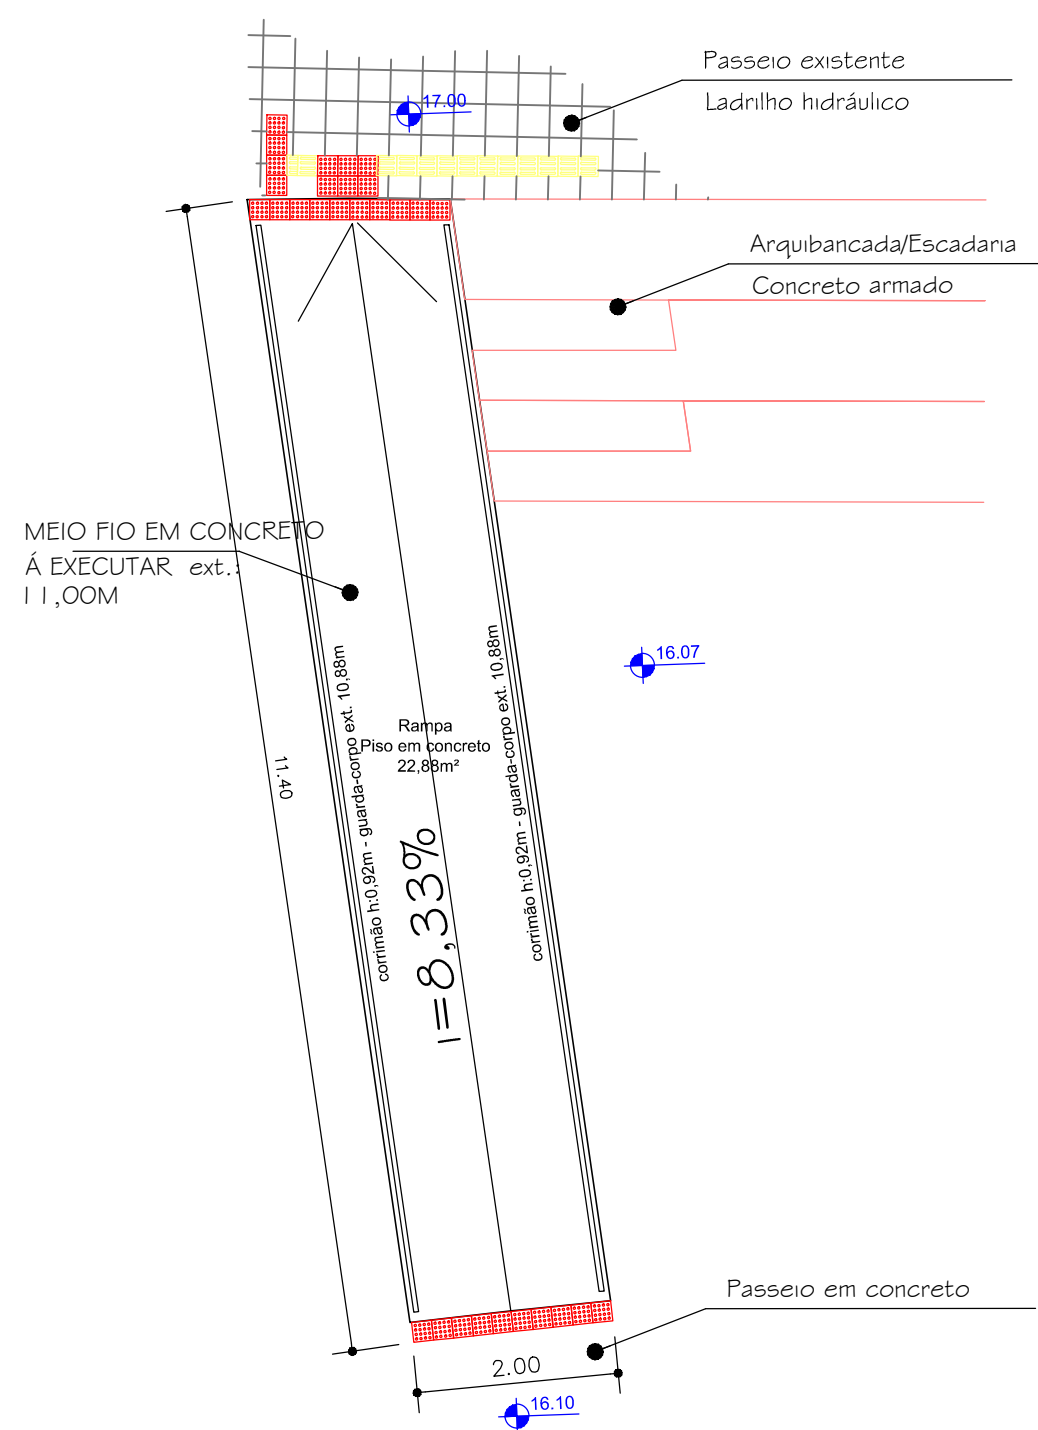 Passeio existente
Ladrilho hidráulico
17.00
Arquibancada/Escadaria
Concreto armado
MEIO FIO EM CONCRETO
Á EXECUTAR ext.:
11,00M
16.07
corrimão h:0,92m - guarda-corpo ext. 10,88m
corrimão h:0,92m - guarda-corpo ext. 10,88m
Rampa
Piso em concreto
22,88m²
11.40
i=8,33%
Passeio em concreto
2.00
16.10